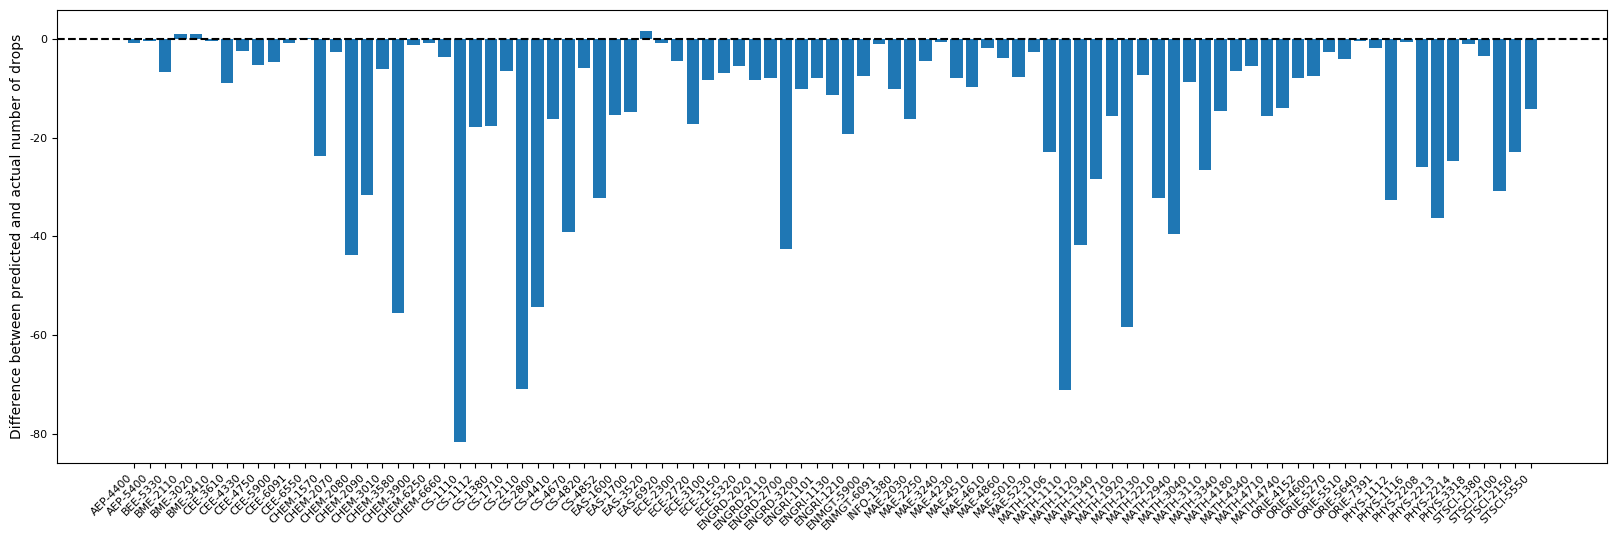 Difference between predicted and actual number of drops
0
-20
-40
-60
-80
AEP-4400
AEP-5400
BEE-5330
BME-2110
BME-3020
BME-3410
CEE-3610
CEE-4330
CEE-4750
CEE-5900
CEE-6091
CEE-6550
CHEM-1570
CHEM-2070
CHEM-2080
CHEM-2090
CHEM-3010
CHEM-3580
CHEM-3900
CHEM-6250
CHEM-6660
CS-1110
CS-1112
CS-1380
CS-1710
CS-2110
CS-2800
CS-4410
CS-4670
CS-4820
CS-4852
EAS-1600
EAS-1700
EAS-3520
EAS-6920
ECE-2300
ECE-2720
ECE-3100
ECE-3150
ECE-5320
ENGRD-2020
ENGRD-2110
ENGRD-2700
ENGRD-3200
ENGRI-1101
ENGRI-1130
ENGRI-1210
ENMGT-5900
ENMGT-6091
INFO-1380
MAE-2030
MAE-2250
MAE-3240
MAE-4230
MAE-4510
MAE-4610
MAE-4860
MAE-5010
MAE-5230
MATH-1106
MATH-1110
MATH-1120
MATH-1340
MATH-1710
MATH-1920
MATH-2130
MATH-2210
MATH-2940
MATH-3040
MATH-3110
MATH-3340
MATH-4180
MATH-4340
MATH-4710
MATH-4740
ORIE-4152
ORIE-4600
ORIE-5270
ORIE-5510
ORIE-5640
ORIE-7391
PHYS-1112
PHYS-1116
PHYS-2208
PHYS-2213
PHYS-2214
PHYS-3318
STSCI-1380
STSCI-2100
STSCI-2150
STSCI-5550